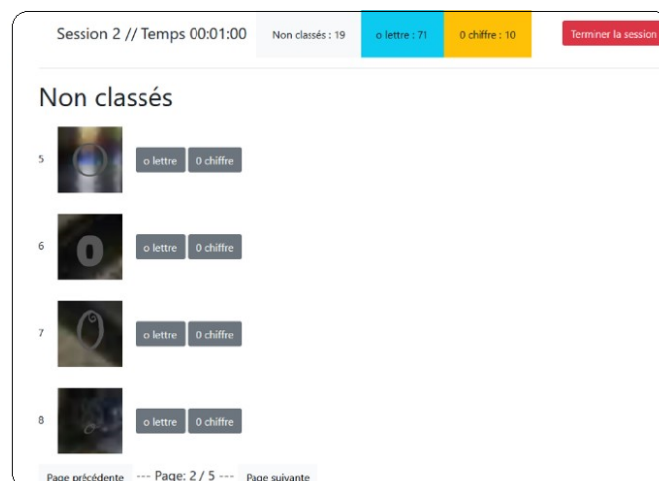 Session 2 // Temps 00:01:00 Non classés : 19 o lettre : 71 0 chiffre : 10 Terminer la session
Non classés
5 o lettre 0 chiffre
6 o lettre 0 chiffre
7 o lettre 0 chiffre
8 o lettre 0 chiffre
Page précédente --- Page: 2 / 5 --- Page suivante